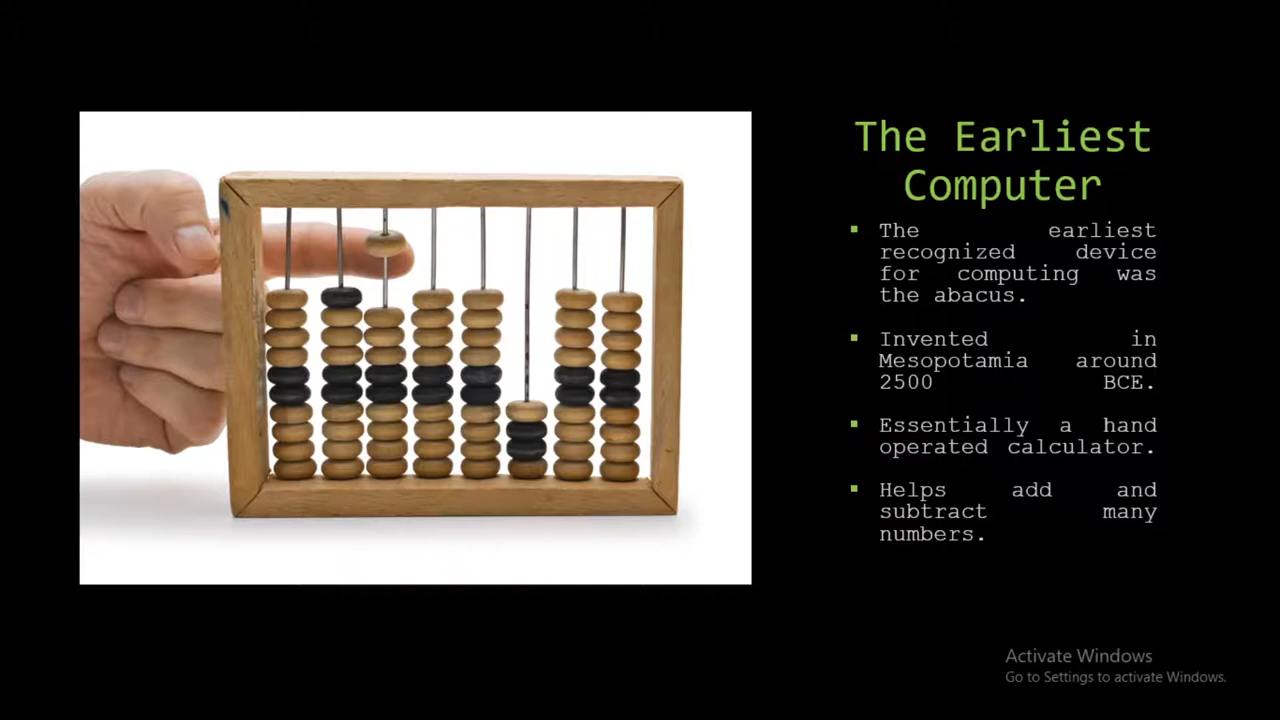 The Earliest
Computer
The earliest
recognized device
for computing was
the abacus.
Invented in
Mesopotamia around
2500 BCE.
Essentially a hand
operated calculator.
Helps add and
subtract many
numbers.
Activate Windows
Go to Settings to activate Windows.